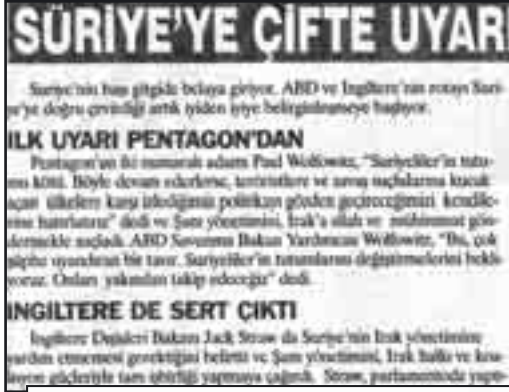 SÜRİYE'YE ÇİFTE UYARI
Suriye'nin başı gitgide belaya giriyor. ABD ve İngiltere'nin rotayı Suri-
ye'ye doğru çevirdiği artık iyiden iyiye belirginleşmeye başlıyor.
ILK UYARI PENTAGON'DAN
Pentagon'un iki numaralı adamı Paul Wolfowitz, "Suriyeliler'in tutu-
mu kötü. Böyle devam ederlerse, teröristlere ve savaş suçlularına kucak
açan ülkelere karşı izlediğimiz politikayı gözden geçireceğimizi kendile-
rine hatırlatırız" dedi ve Şam yönetimini, Irak'a silah ve mühimmat gön-
dermekle suçladı. ABD Savunma Bakan Yardımcısı Wolfowitz, "Bu, çok
şüphe uyandıran bir tavır. Suriyeliler'in tutumlarını değiştirmelerini bekli-
yoruz. Onları yakından takip edeceğiz" dedi.
INGILTERE DE SERT ÇIKTI
İngiltere Dışişleri Bakanı Jack Straw da Suriye'nin Irak yönetimine
yardım etmemesi gerektiğini belirtti ve Şam yönetimini, Irak halkı ve koa-
lisyon güçleriyle tam işbirliği yapmaya çağırdı. Straw, parlamentoda yaptı-